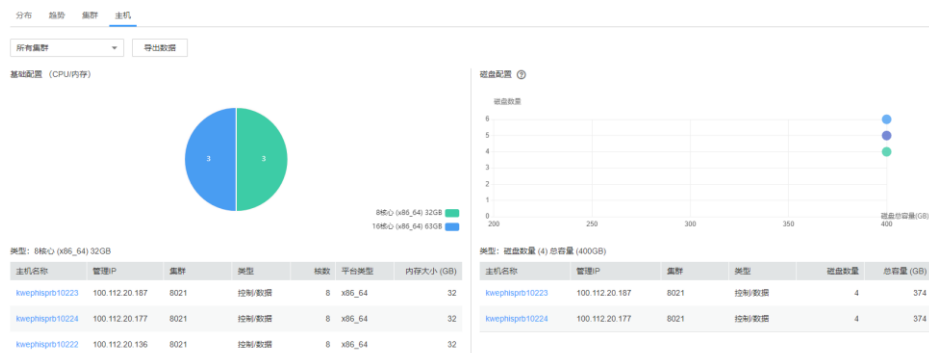 分布 趋势 集群 主机
所有集群 导出数据
基础配置 （CPU/内存）
3 3
8核心 (x86_64) 32GB
16核心 (x86_64) 63GB
类型：8核心 (x86_64) 32GB
主机名称 管理IP 集群 类型 核数 平台类型 内存大小 (GB)
kwephisprb10223 100.112.20.187 8021 控制/数据 8 x86_64 32
kwephisprb10224 100.112.20.177 8021 控制/数据 8 x86_64 32
kwephisprb10222 100.112.20.136 8021 控制/数据 8 x86_64 32
磁盘配置 ?
磁盘数量
6
5
4
3
2
1
0
200 250 300 350 400
磁盘总容量(GB)
类型：磁盘数量 (4) 总容量 (400GB)
主机名称 管理IP 集群 类型 磁盘数量 总容量 (GB)
kwephisprb10223 100.112.20.187 8021 控制/数据 4 374
kwephisprb10224 100.112.20.177 8021 控制/数据 4 374